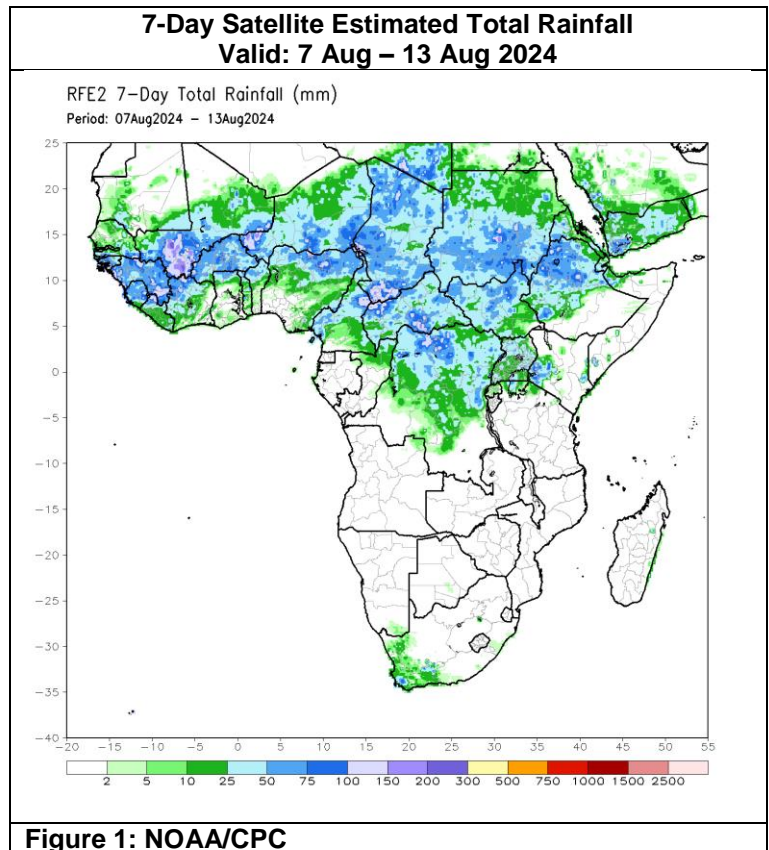 7-Day Satellite Estimated Total Rainfall
Valid: 7 Aug – 13 Aug 2024
RFE2 7-Day Total Rainfall (mm)
Period: 07Aug2024 – 13Aug2024
25
20
15
10
5
0
-5
-10
-15
-20
-25
-30
-35
-40
-20 -15 -10 -5 0 5 10 15 20 25 30 35 40 45 50 55
2 5 10 25 50 75 100 150 200 300 500 750 1000 1500 2500
Figure 1: NOAA/CPC